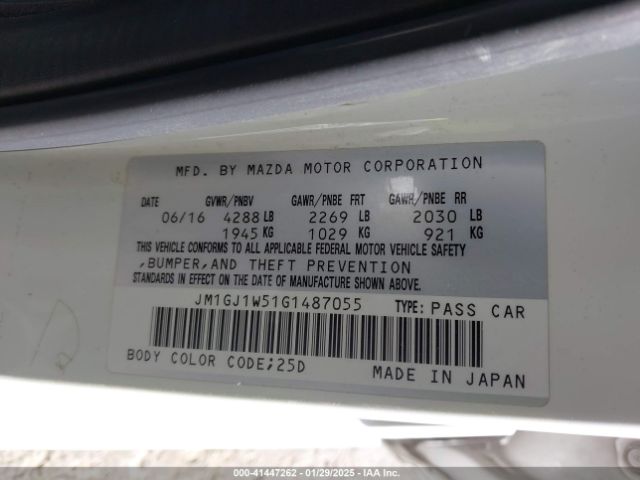 MFD. BY MAZDA MOTOR CORPORATION
DATE GVWR/PNBV GAWR/PNBE FRT GAWR/PNBE RR
06/16 4288 LB 2269 LB 2030 LB
1945 KG 1029 KG 921 KG
THIS VEHICLE CONFORMS TO ALL APPLICABLE FEDERAL MOTOR VEHICLE SAFETY
,BUMPER,AND THEFT PREVENTION
STANDARDS IN EFFECT ON THE DATE OF MANUFACTURE SHOWN ABOVE.
JM1GJ1W51G1487055 TYPE: PASS CAR
BODY COLOR CODE;25D
MADE IN JAPAN
000-41447262 - 01/29/2025 - IAA Inc.